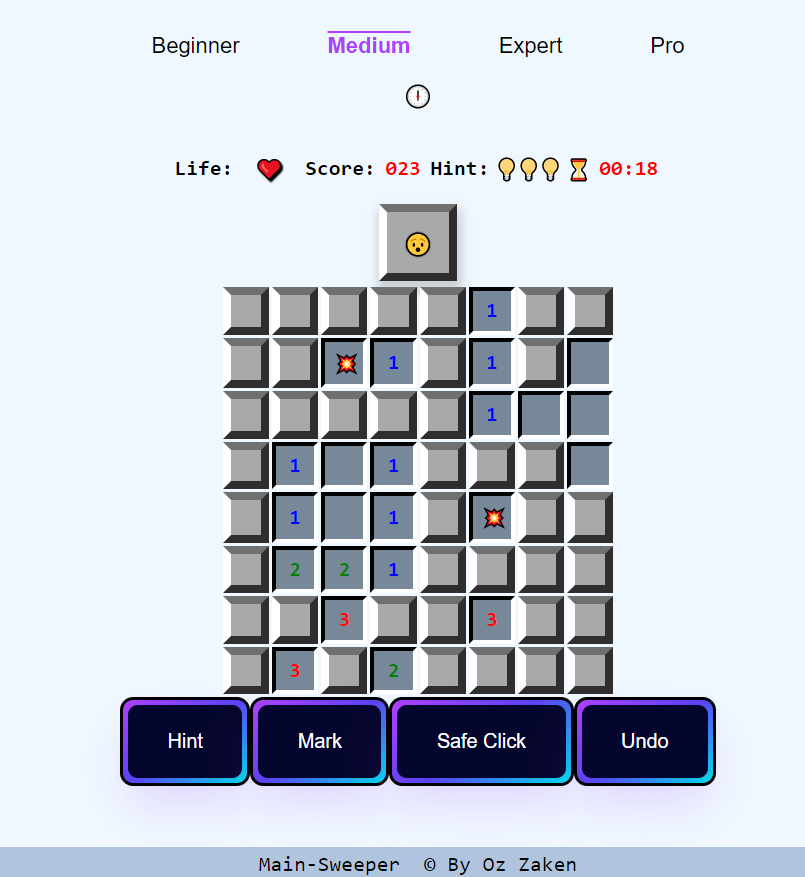 Beginner Medium Expert Pro
Life: Score: 023 Hint: 00:18
1
1 1
1
1 1
1 1
2 2 1
3 3
3 2
Hint Mark Safe Click Undo
Main-Sweeper © By Oz Zaken